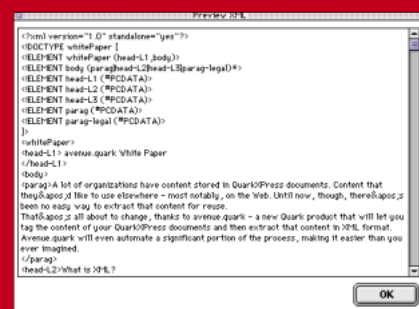 Preview XML
<?xml version="1.0" standalone="yes"?>
<!DOCTYPE whitePaper [
<!ELEMENT whitePaper (head-L1,body)>
<!ELEMENT body (parag|head-L2|head-L3|parag-legal)*>
<!ELEMENT head-L1 (#PCDATA)>
<!ELEMENT head-L2 (#PCDATA)>
<!ELEMENT head-L3 (#PCDATA)>
<!ELEMENT parag (#PCDATA)>
<!ELEMENT parag-legal (#PCDATA)>
]>
<whitePaper>
<head-L1> avenue.quark White Paper
</head-L1>
<body>
<parag>A lot of organizations have content stored in QuarkXPress documents. Content that
they&apos;d like to use elsewhere - most notably, on the Web. Until now, though, there&apos;s
been no easy way to extract that content for reuse.
That&apos;s all about to change, thanks to avenue.quark - a new Quark product that will let you
tag the content of your QuarkXPress documents and then extract that content in XML format.
Avenue.quark will even automate a significant portion of the process, making it easier than you
ever imagined.
</parag>
<head-L2>What is XML?
OK